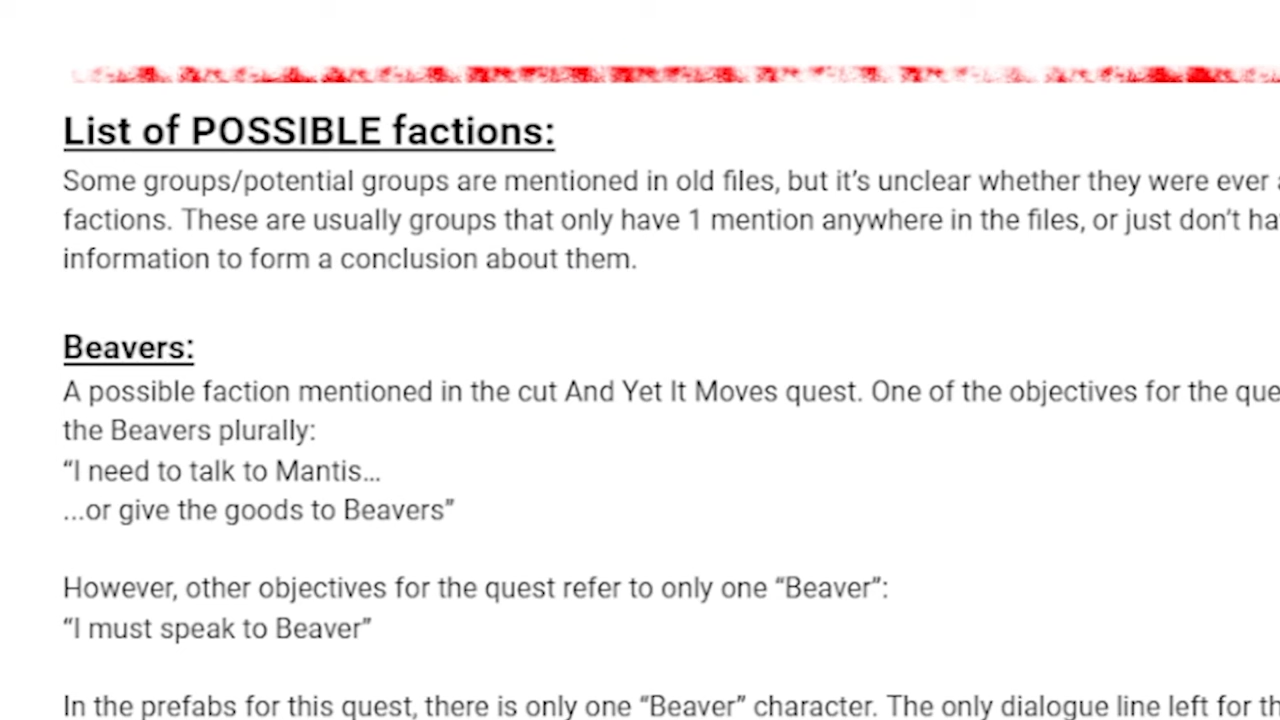 List of POSSIBLE factions:
Some groups/potential groups are mentioned in old files, but it's unclear whether they were ever
factions. These are usually groups that only have 1 mention anywhere in the files, or just don't
information to form a conclusion about them.
Beavers:
A possible faction mentioned in the cut And Yet It Moves quest. One of the objectives for the
the Beavers plurally:
“I need to talk to Mantis...
...or give the goods to Beavers”
However, other objectives for the quest refer to only one “Beaver”:
“I must speak to Beaver”
In the prefabs for this quest, there is only one “Beaver” character. The only dialogue line left for